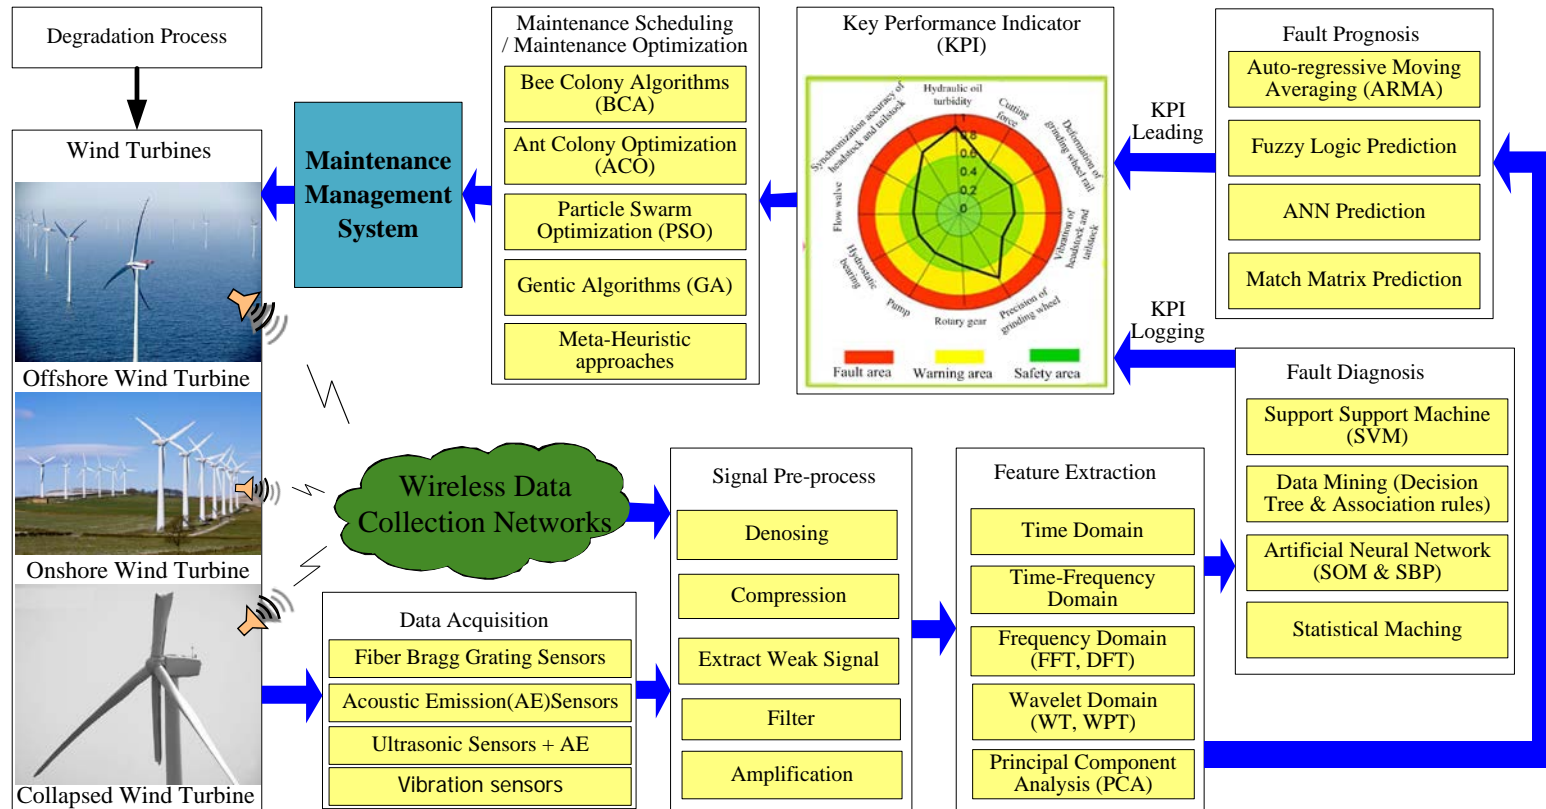 Degradation Process
Wind Turbines
Offshore Wind Turbine
Onshore Wind Turbine
Collapsed Wind Turbine
Maintenance
Management
System
Maintenance Scheduling
/ Maintenance Optimization
Bee Colony Algorithms
(BCA)
Ant Colony Optimization
(ACO)
Particle Swarm
Optimization (PSO)
Gentic Algorithms (GA)
Meta-Heuristic
approaches
Key Performance Indicator
(KPI)
Hydraulic oil
turbidity
Cutting
force
Deformation of
grinding wheel rail
Vibration of
headstock and
tailstock
Precision of
grinding wheel
Rotary gear
Pump
Hydrostatic
bearing
Flow walve
Synchronization accuracy of
headstock and tailstock
1
0.8
0.6
0.4
0.2
0
Fault area
Warning area
Safety area
KPI
Leading
KPI
Logging
Fault Prognosis
Auto-regressive Moving
Averaging (ARMA)
Fuzzy Logic Prediction
ANN Prediction
Match Matrix Prediction
Fault Diagnosis
Support Support Machine
(SVM)
Data Mining (Decision
Tree & Association rules)
Artificial Neural Network
(SOM & SBP)
Statistical Maching
Wireless Data
Collection Networks
Data Acquisition
Fiber Bragg Grating Sensors
Acoustic Emission(AE)Sensors
Ultrasonic Sensors + AE
Vibration sensors
Signal Pre-process
Denosing
Compression
Extract Weak Signal
Filter
Amplification
Feature Extraction
Time Domain
Time-Frequency
Domain
Frequency Domain
(FFT, DFT)
Wavelet Domain
(WT, WPT)
Principal Component
Analysis (PCA)